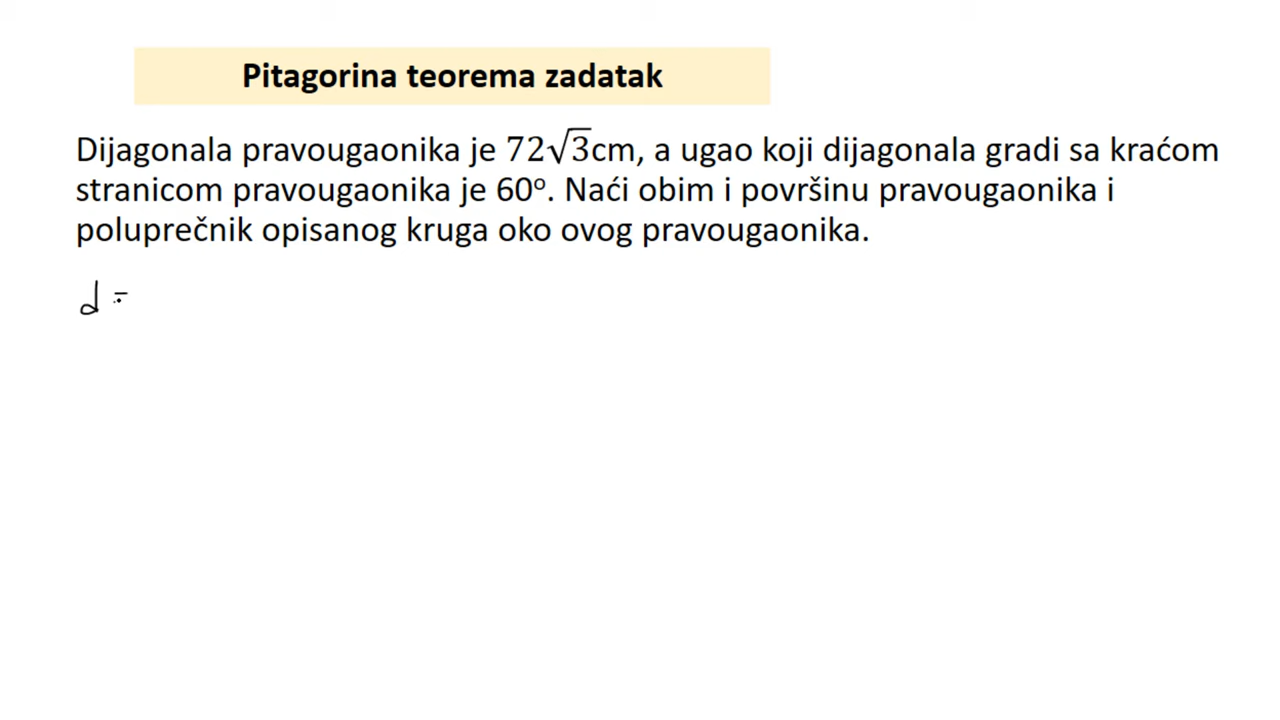 Pitagorina teorema zadatak
Dijagonala pravougaonika je 72√3cm, a ugao koji dijagonala gradi sa kraćom
stranicom pravougaonika je 60°. Naći obim i površinu pravougaonika i
poluprečnik opisanog kruga oko ovog pravougaonika.
d =